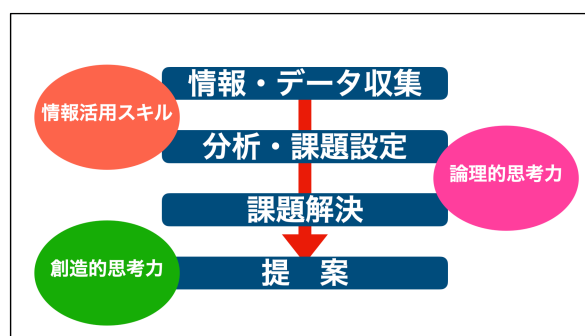 情報・データ収集
情報活用スキル
分析・課題設定
論理的思考力
課題解決
創造的思考力
提　案